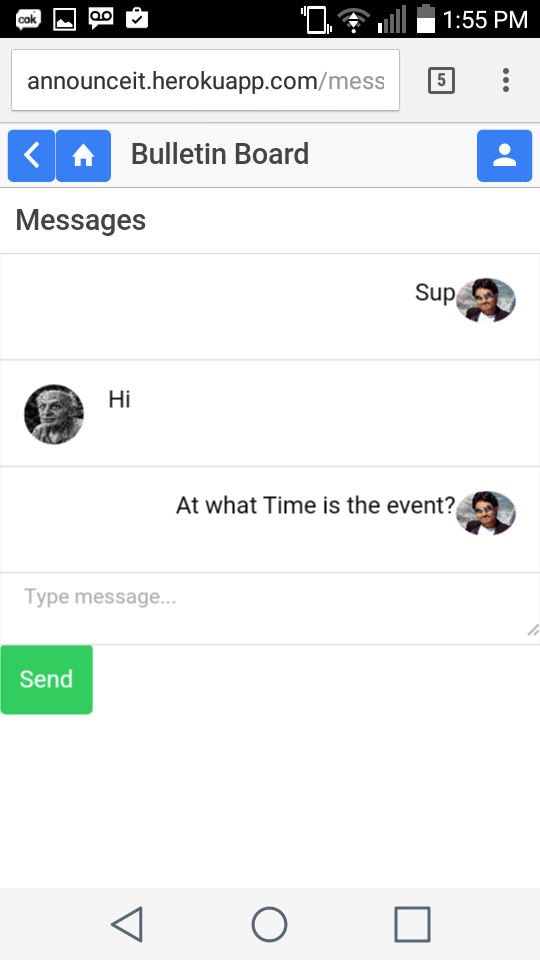 cok
1:55 PM
announceit.herokuapp.com/mess
5
Bulletin Board
Messages
Sup
Hi
At what Time is the event?
Type message...
Send